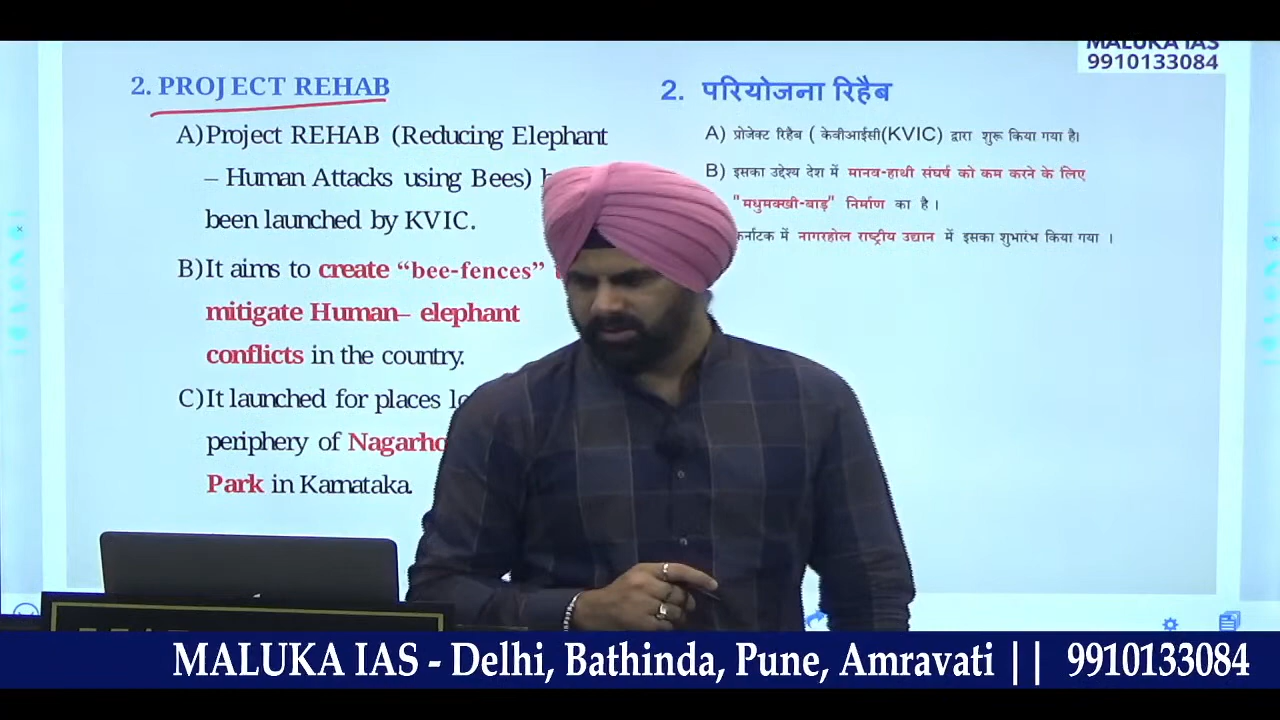 MALUKA IAS
9910133084
2. PROJECT REHAB
A)Project REHAB (Reducing Elephant
– Human Attacks using Bees)
been launched by KVIC.
B)It aims to create “bee-fences”
mitigate Human– elephant
conflicts in the country.
C)It launched for places
periphery of
Park in Karnataka.
2. परियोजना रिहैब
A) प्रोजेक्ट रिहैब ( केवीआईसी(KVIC) द्वारा शुरू किया गया है।
B) इसका उद्देश्य देश में मानव-हाथी संघर्ष को कम करने के लिए
"मधुमक्खी-बाड़" निर्माण का है ।
कर्नाटक में नागरहोल राष्ट्रीय उद्यान में इसका शुभारंभ किया गया ।
MALUKA IAS - Delhi, Bathinda, Pune, Amravati || 9910133084